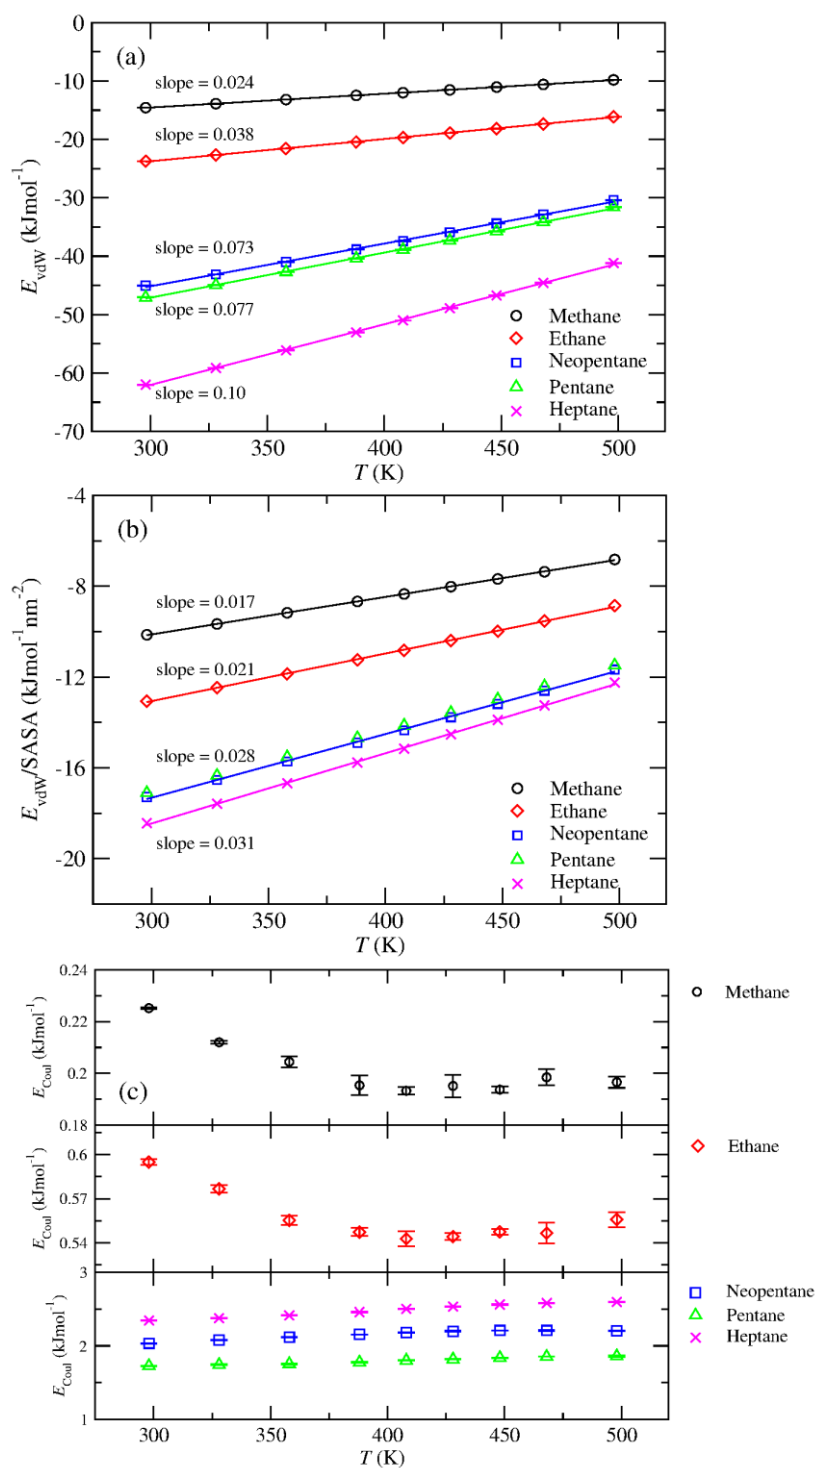 0
-10
-20
-30
-40
-50
-60
-70
E_vdW (kJmol⁻¹)
(a)
slope = 0.024
slope = 0.038
slope = 0.073
slope = 0.077
slope = 0.10
Methane
Ethane
Neopentane
Pentane
Heptane
300 350 400 450 500
T (K)
-4
-8
-12
-16
-20
E_vdW/SASA (kJmol⁻¹nm⁻²)
(b)
slope = 0.017
slope = 0.021
slope = 0.028
slope = 0.031
Methane
Ethane
Neopentane
Pentane
Heptane
300 350 400 450 500
T (K)
0.24
0.22
0.2
0.18
E_Coul (kJmol⁻¹)
(c)
Methane
0.6
0.57
0.54
E_Coul (kJmol⁻¹)
Ethane
3
2
1
E_Coul (kJmol⁻¹)
Neopentane
Pentane
Heptane
300 350 400 450 500
T (K)